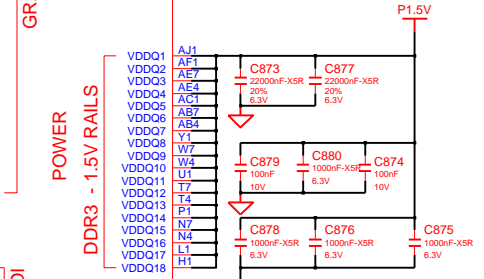 GR
P1.5V
POWER
DDR3 - 1.5V RAILS
VDDQ1 AJ1
VDDQ2 AF1
VDDQ3 AE7
VDDQ4 AE4
VDDQ5 AC1
VDDQ6 AB7
VDDQ7 AB4
VDDQ8 Y1
VDDQ9 W7
VDDQ10 W4
VDDQ11 U1
VDDQ12 T7
VDDQ13 T4
VDDQ14 P1
VDDQ15 N7
VDDQ16 N4
VDDQ17 L1
VDDQ18 H1
C873
22000nF-X5R
20%
6.3V
C877
22000nF-X5R
20%
6.3V
C879
100nF
10V
C880
1000nF-X5R
6.3V
C874
100nF
10V
C878
1000nF-X5R
6.3V
C876
1000nF-X5R
6.3V
C875
1000nF-X5R
6.3V